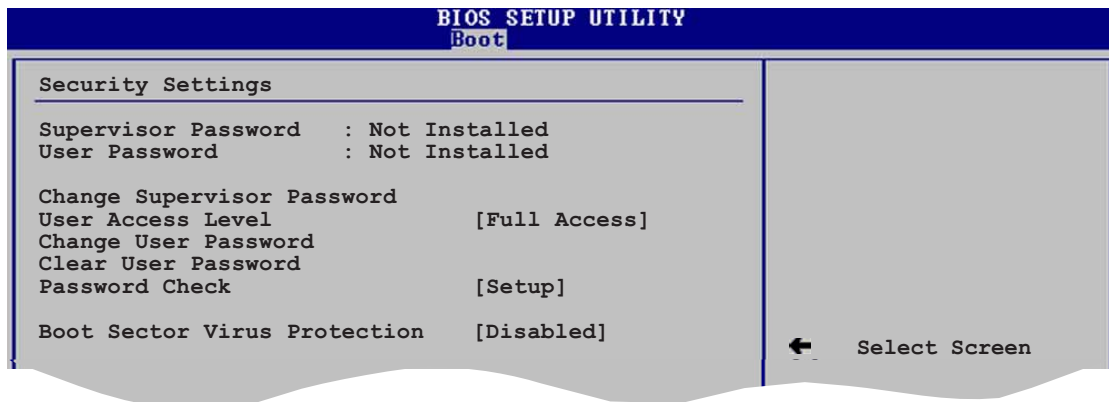 BIOS SETUP UTILITY
Boot
Security Settings
Supervisor Password : Not Installed
User Password : Not Installed
Change Supervisor Password
User Access Level [Full Access]
Change User Password
Clear User Password
Password Check [Setup]
Boot Sector Virus Protection [Disabled]
Select Screen